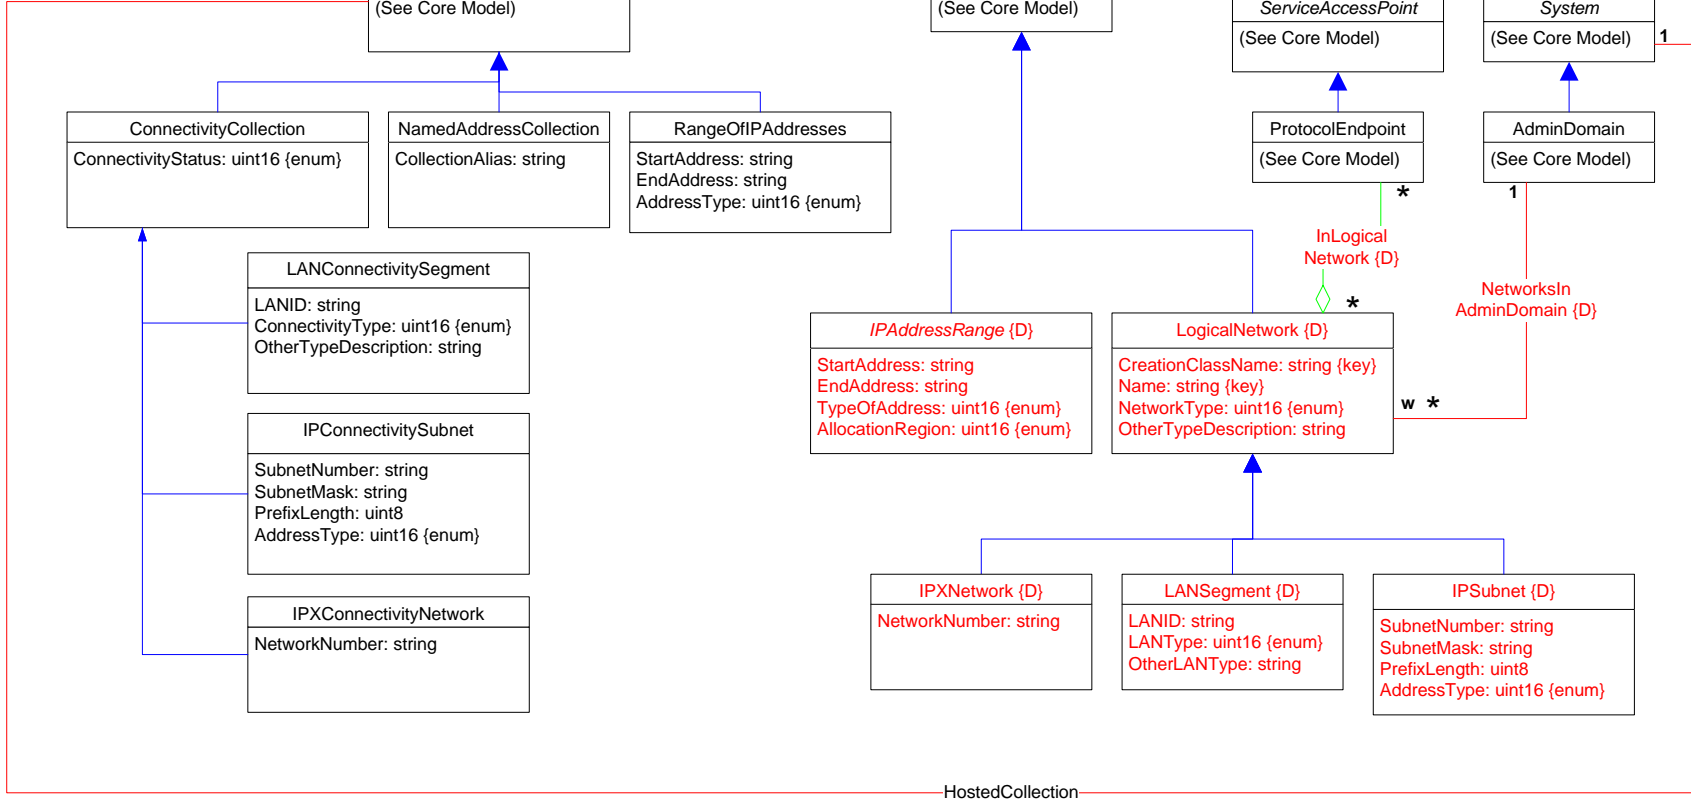 (See Core Model)
(See Core Model)
ServiceAccessPoint
(See Core Model)
System
(See Core Model)
1
ConnectivityCollection
ConnectivityStatus: uint16 {enum}
NamedAddressCollection
CollectionAlias: string
RangeOfIPAddresses
StartAddress: string
EndAddress: string
AddressType: uint16 {enum}
ProtocolEndpoint
(See Core Model)
AdminDomain
(See Core Model)
*
1
InLogical
Network {D}
*
NetworksIn
AdminDomain {D}
LANConnectivitySegment
LANID: string
ConnectivityType: uint16 {enum}
OtherTypeDescription: string
IPAddressRange {D}
StartAddress: string
EndAddress: string
TypeOfAddress: uint16 {enum}
AllocationRegion: uint16 {enum}
LogicalNetwork {D}
CreationClassName: string {key}
Name: string {key}
NetworkType: uint16 {enum}
OtherTypeDescription: string
w *
IPConnectivitySubnet
SubnetNumber: string
SubnetMask: string
PrefixLength: uint8
AddressType: uint16 {enum}
IPXConnectivityNetwork
NetworkNumber: string
IPXNetwork {D}
NetworkNumber: string
LANSegment {D}
LANID: string
LANType: uint16 {enum}
OtherLANType: string
IPSubnet {D}
SubnetNumber: string
SubnetMask: string
PrefixLength: uint8
AddressType: uint16 {enum}
HostedCollection